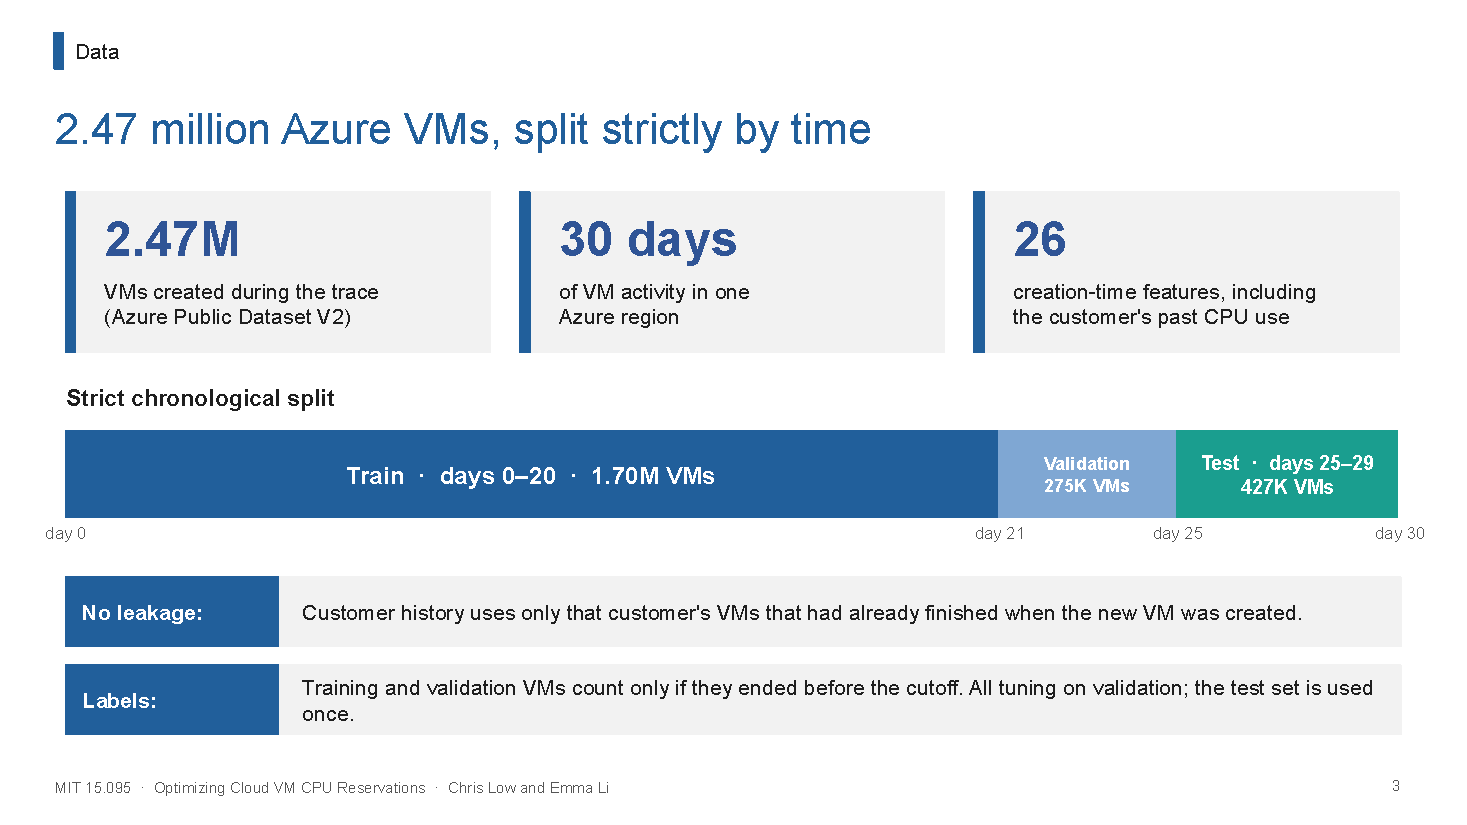 Data
2.47 million Azure VMs, split strictly by time
2.47M
VMs created during the trace
(Azure Public Dataset V2)
30 days
of VM activity in one
Azure region
26
creation-time features, including
the customer's past CPU use
Strict chronological split
Train · days 0–20 · 1.70M VMs
Validation
275K VMs
Test · days 25–29
427K VMs
day 0
day 21
day 25
day 30
No leakage:
Customer history uses only that customer's VMs that had already finished when the new VM was created.
Labels:
Training and validation VMs count only if they ended before the cutoff. All tuning on validation; the test set is used
once.
MIT 15.095 · Optimizing Cloud VM CPU Reservations · Chris Low and Emma Li
3